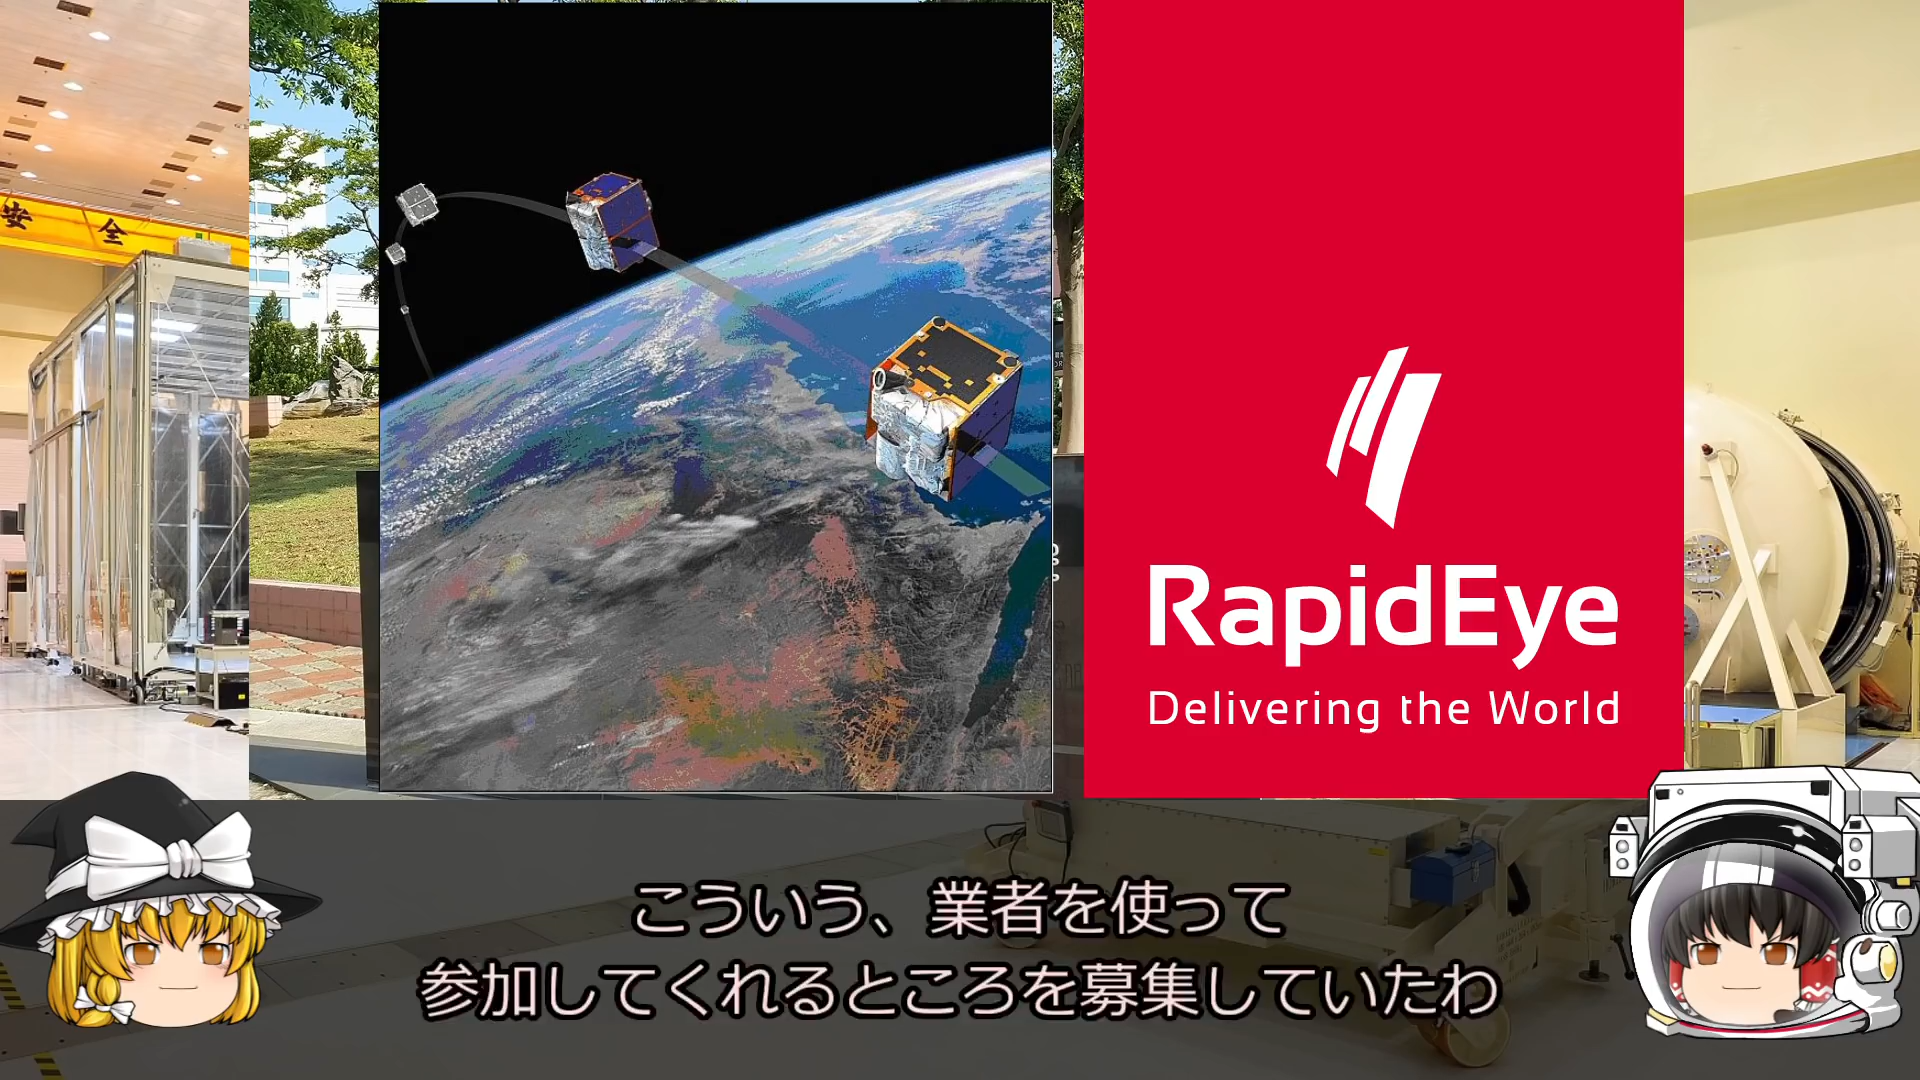 安全
RapidEye
Delivering the World
こういう、業者を使って
参加してくれるところを募集していたわ